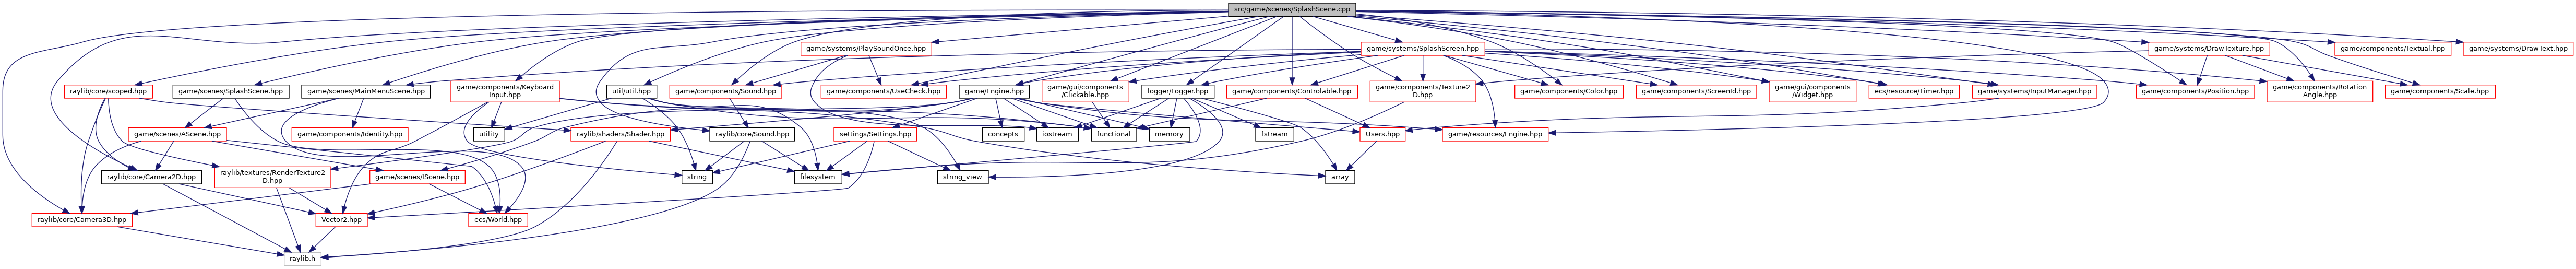 src/game/scenes/SplashScene.cpp
game/systems/PlaySoundOnce.hpp
game/systems/SplashScreen.hpp
game/systems/DrawTexture.hpp
game/components/Textual.hpp
game/systems/DrawText.hpp
raylib/core/scoped.hpp
game/scenes/SplashScene.hpp
game/scenes/MainMenuScene.hpp
game/components/Keyboard
Input.hpp
util/util.hpp
game/components/Sound.hpp
game/components/UseCheck.hpp
game/Engine.hpp
game/gui/components
/Clickable.hpp
logger/Logger.hpp
game/components/Controlable.hpp
game/components/Texture2
D.hpp
game/components/Color.hpp
game/components/ScreenId.hpp
game/gui/components
/Widget.hpp
ecs/resource/Timer.hpp
game/systems/InputManager.hpp
game/components/Position.hpp
game/components/Rotation
Angle.hpp
game/components/Scale.hpp
game/scenes/AScene.hpp
game/components/Identity.hpp
utility
raylib/shaders/Shader.hpp
raylib/core/Sound.hpp
settings/Settings.hpp
concepts
iostream
functional
memory
fstream
Users.hpp
game/resources/Engine.hpp
raylib/core/Camera2D.hpp
raylib/textures/RenderTexture2
D.hpp
game/scenes/IScene.hpp
string
filesystem
string_view
array
raylib/core/Camera3D.hpp
Vector2.hpp
ecs/World.hpp
raylib.h